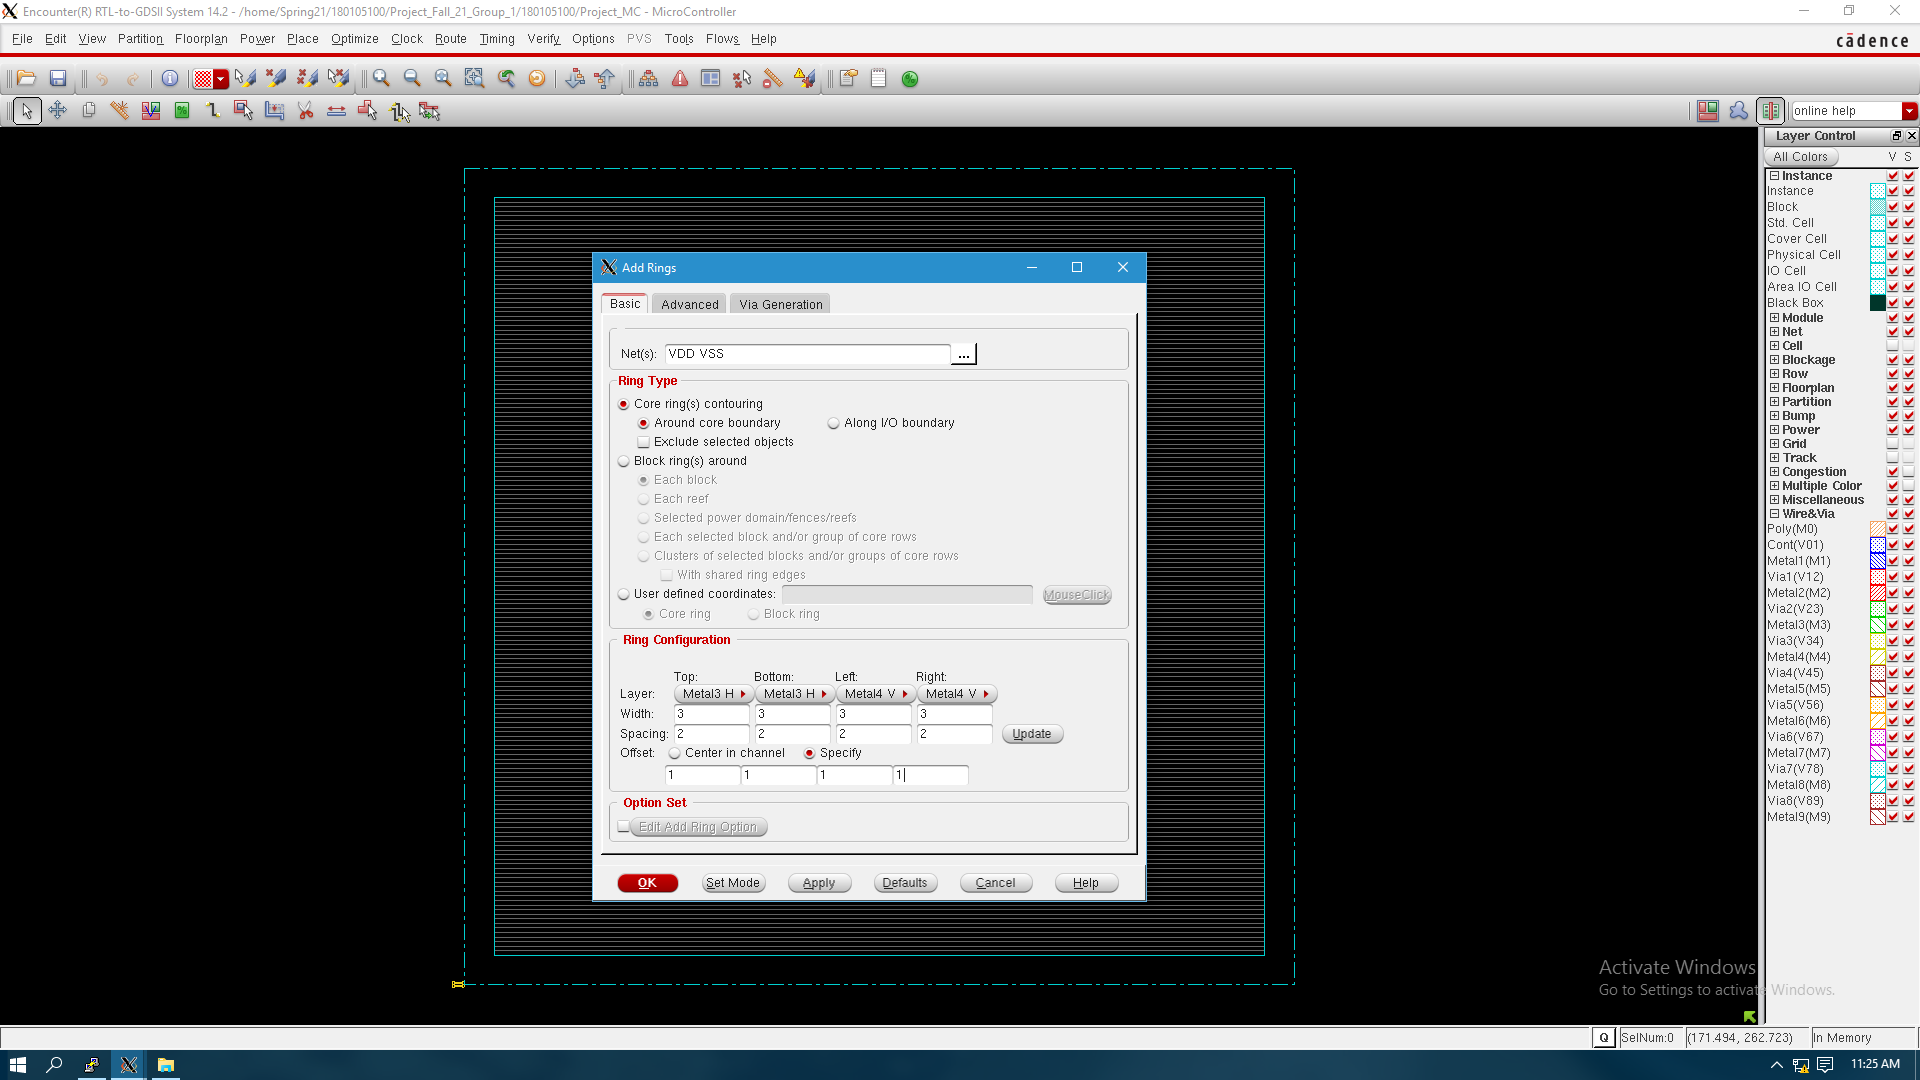 Encounter(R) RTL-to-GDSII System 14.2 - /home/Spring21/180105100/Project_Fall_21_Group_1/180105100/Project_MC - MicroController
File Edit View Partition Floorplan Power Place Optimize Clock Route Timing Verify Options PVS Tools Flows Help
cādence
online help
Layer Control
All Colors V S
Instance
Instance
Block
Std. Cell
Cover Cell
Physical Cell
IO Cell
Area IO Cell
Black Box
Module
Net
Cell
Blockage
Row
Floorplan
Partition
Bump
Power
Grid
Track
Congestion
Multiple Color
Miscellaneous
Wire&Via
Poly(M0)
Cont(V01)
Metal1(M1)
Via1(V12)
Metal2(M2)
Via2(V23)
Metal3(M3)
Via3(V34)
Metal4(M4)
Via4(V45)
Metal5(M5)
Via5(V56)
Metal6(M6)
Via6(V67)
Metal7(M7)
Via7(V78)
Metal8(M8)
Via8(V89)
Metal9(M9)
Add Rings
Basic Advanced Via Generation
Net(s): VDD VSS ...
Ring Type
Core ring(s) contouring
Around core boundary Along I/O boundary
Exclude selected objects
Block ring(s) around
Each block
Each reef
Selected power domain/fences/reefs
Each selected block and/or group of core rows
Clusters of selected blocks and/or groups of core rows
With shared ring edges
User defined coordinates: MouseClick
Core ring Block ring
Ring Configuration
Top: Bottom: Left: Right:
Layer: Metal3 H Metal3 H Metal4 V Metal4 V
Width: 3 3 3 3
Spacing: 2 2 2 2 Update
Offset: Center in channel Specify
1 1 1 1
Option Set
Edit Add Ring Option
OK Set Mode Apply Defaults Cancel Help
Activate Windows
Go to Settings to activate Windows.
Q SelNum:0 (171.494, 262.723) In Memory
11:25 AM